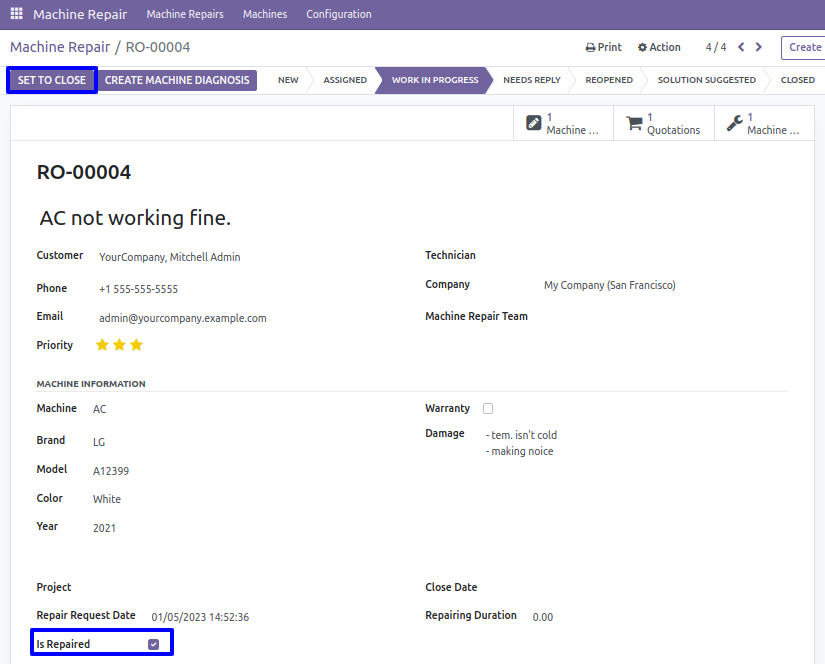 Machine Repair Machine Repairs Machines Configuration
Machine Repair / RO-00004 Print Action 4 / 4 Create
SET TO CLOSE CREATE MACHINE DIAGNOSIS NEW ASSIGNED WORK IN PROGRESS NEEDS REPLY REOPENED SOLUTION SUGGESTED CLOSED
1 Machine ... 1 Quotations 1 Machine ...
RO-00004
AC not working fine.
Customer YourCompany, Mitchell Admin Technician
Phone +1 555-555-5555 Company My Company (San Francisco)
Email admin@yourcompany.example.com Machine Repair Team
Priority
MACHINE INFORMATION
Machine AC Warranty
Brand LG Damage - tem. isn't cold
- making noice
Model A12399
Color White
Year 2021
Project Close Date
Repair Request Date 01/05/2023 14:52:36 Repairing Duration 0.00
Is Repaired